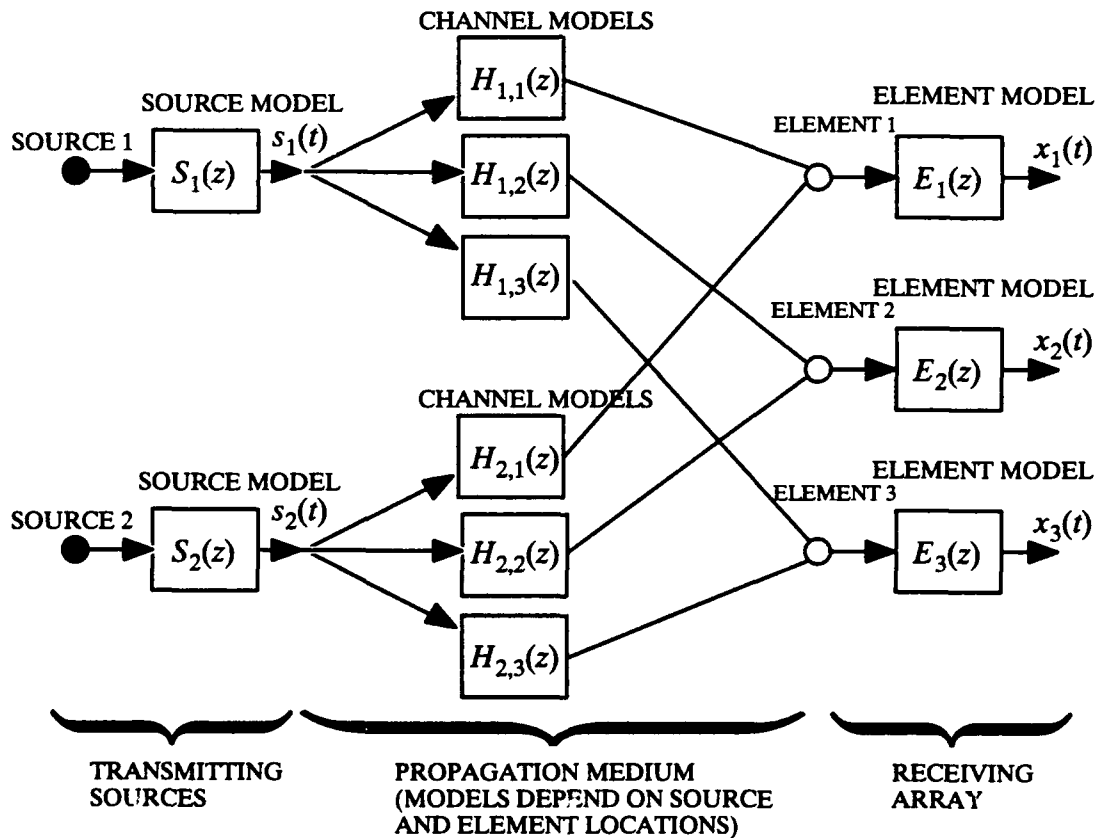 CHANNEL MODELS
H1,1(z)
SOURCE MODEL
ELEMENT MODEL
SOURCE 1
S1(z)
s1(t)
H1,2(z)
ELEMENT 1
E1(z)
x1(t)
H1,3(z)
ELEMENT MODEL
ELEMENT 2
E2(z)
x2(t)
CHANNEL MODELS
H2,1(z)
SOURCE MODEL
ELEMENT MODEL
SOURCE 2
S2(z)
s2(t)
H2,2(z)
ELEMENT 3
E3(z)
x3(t)
H2,3(z)
TRANSMITTING
SOURCES
PROPAGATION MEDIUM
(MODELS DEPEND ON SOURCE
AND ELEMENT LOCATIONS)
RECEIVING
ARRAY